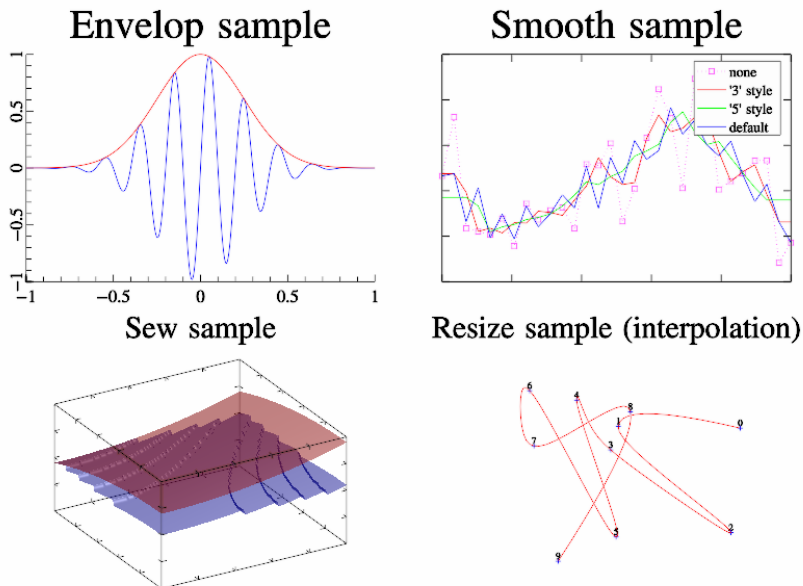 Envelop sample
Smooth sample
1
0.5
0
−0.5
−1
−1
−0.5
0
0.5
1
none
'3' style
'5' style
default
Sew sample
Resize sample (interpolation)
6
4
8
1
0
7
3
5
2
9